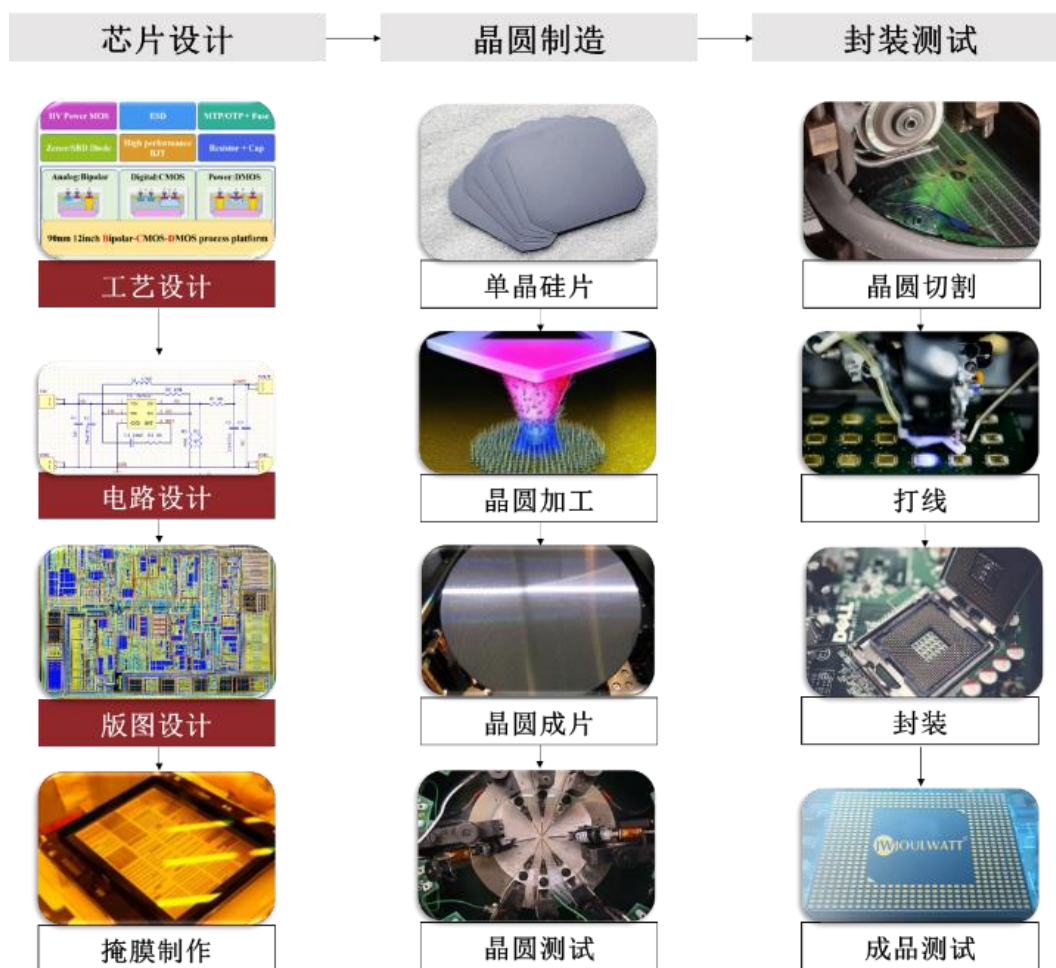 芯片设计
晶圆制造
封装测试
HV Power MOS
ESD
MTP/OTP + Fuse
Zener/SBD Diode
High performance
BJT
Resistor + Cap
Analog:Bipolar
Digital:CMOS
Power:DMOS
90nm 12inch Bipolar-CMOS-DMOS process platform
工艺设计
电路设计
版图设计
掩膜制作
单晶硅片
晶圆加工
晶圆成片
晶圆测试
晶圆切割
打线
DELL
封装
JW JOULWATT
成品测试